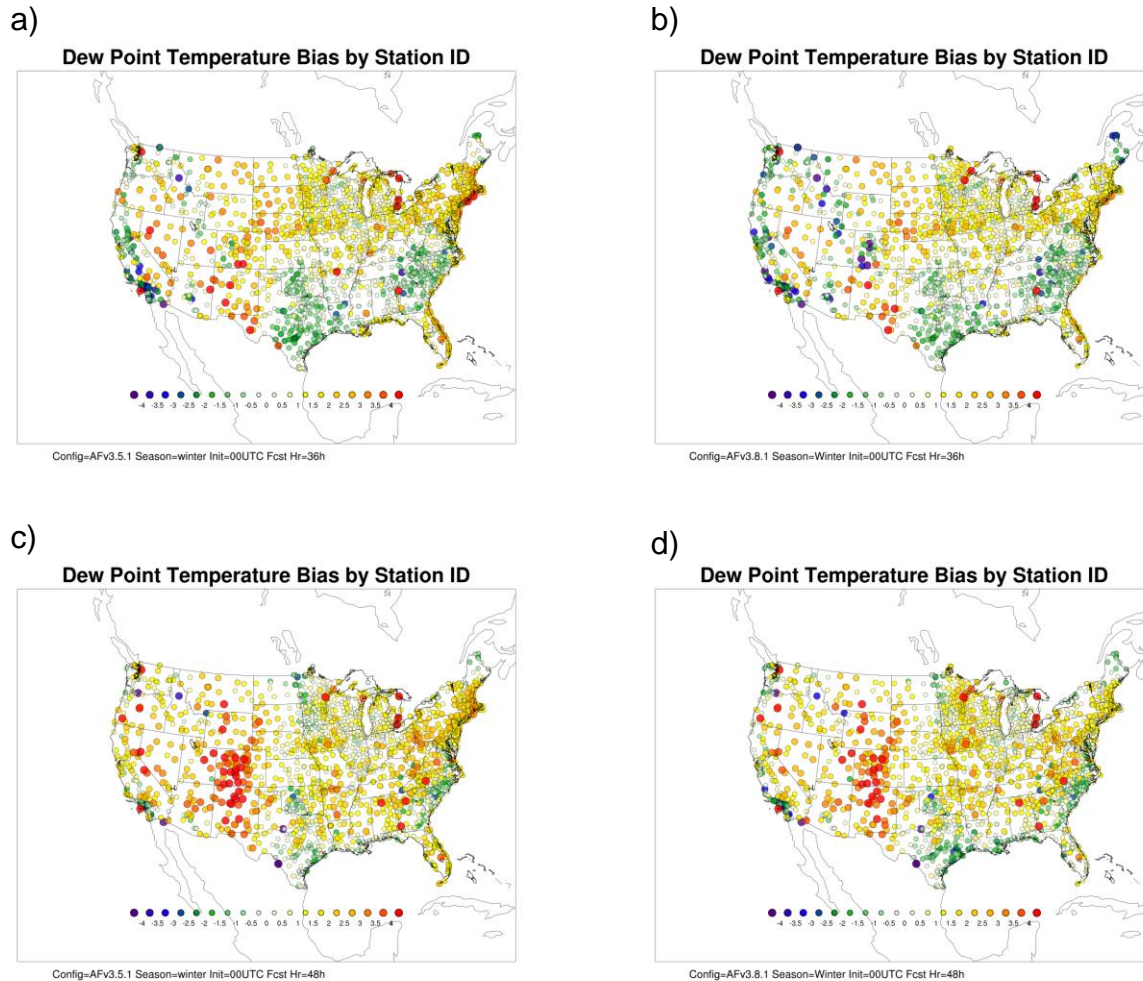 a)
Dew Point Temperature Bias by Station ID
-4 -3.5 -3 -2.5 -2 -1.5 -1 -0.5 0 0.5 1 1.5 2 2.5 3 3.5 4
Config=AFv3.5.1 Season=winter Init=00UTC Fcst Hr=36h
b)
Dew Point Temperature Bias by Station ID
-4 -3.5 -3 -2.5 -2 -1.5 -1 -0.5 0 0.5 1 1.5 2 2.5 3 3.5 4
Config=AFv3.8.1 Season=Winter Init=00UTC Fcst Hr=36h
c)
Dew Point Temperature Bias by Station ID
-4 -3.5 -3 -2.5 -2 -1.5 -1 -0.5 0 0.5 1 1.5 2 2.5 3 3.5 4
Config=AFv3.5.1 Season=winter Init=00UTC Fcst Hr=48h
d)
Dew Point Temperature Bias by Station ID
-4 -3.5 -3 -2.5 -2 -1.5 -1 -0.5 0 0.5 1 1.5 2 2.5 3 3.5 4
Config=AFv3.8.1 Season=Winter Init=00UTC Fcst Hr=48h